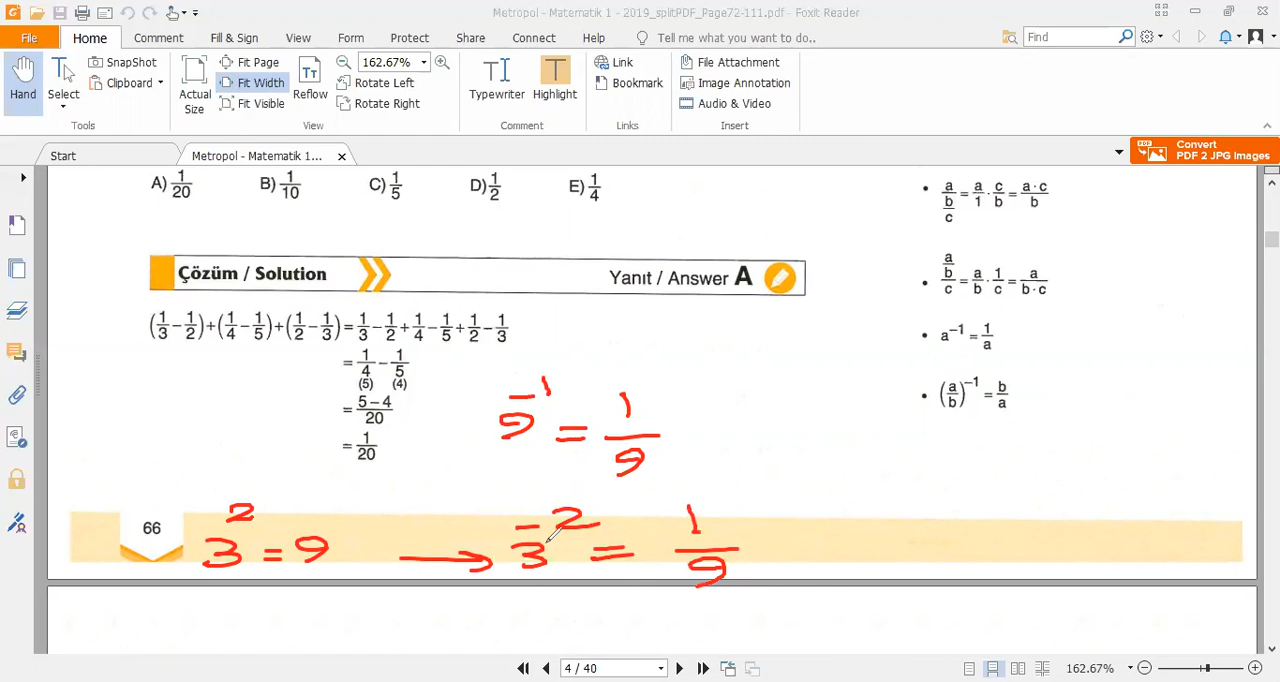 Metropol - Matematik 1 - 2019_splitPDF_Page72-111.pdf - Foxit Reader
File Home Comment Fill & Sign View Form Protect Share Connect Help Tell me what you want to do.. Find
Hand
Select
SnapShot
Clipboard
Tools
Actual Size
Fit Page
Fit Width
Fit Visible
Reflow
162.67%
Rotate Left
Rotate Right
View
Typewriter
Highlight
Comment
Link
Bookmark
Links
File Attachment
Image Annotation
Audio & Video
Insert
Start
Metropol - Matematik 1...
Convert
PDF 2 JPG Images
A) 1/20 B) 1/10 C) 1/5 D) 1/2 E) 1/4
Çözüm / Solution
Yanıt / Answer A
(1/3 − 1/2) + (1/4 − 1/5) + (1/2 − 1/3) = 1/3 − 1/2 + 1/4 − 1/5 + 1/2 − 1/3
= 1/4 − 1/5
(5) (4)
= 5−4/20
= 1/20
• a/(b/c) = a/1 · c/b = a·c/b
• (a/b)/c = a/b · 1/c = a/b·c
• a⁻¹ = 1/a
• (a/b)⁻¹ = b/a
9⁻¹ = 1/9
66
3² = 9 → 3⁻² = 1/9
4 / 40
162.67%